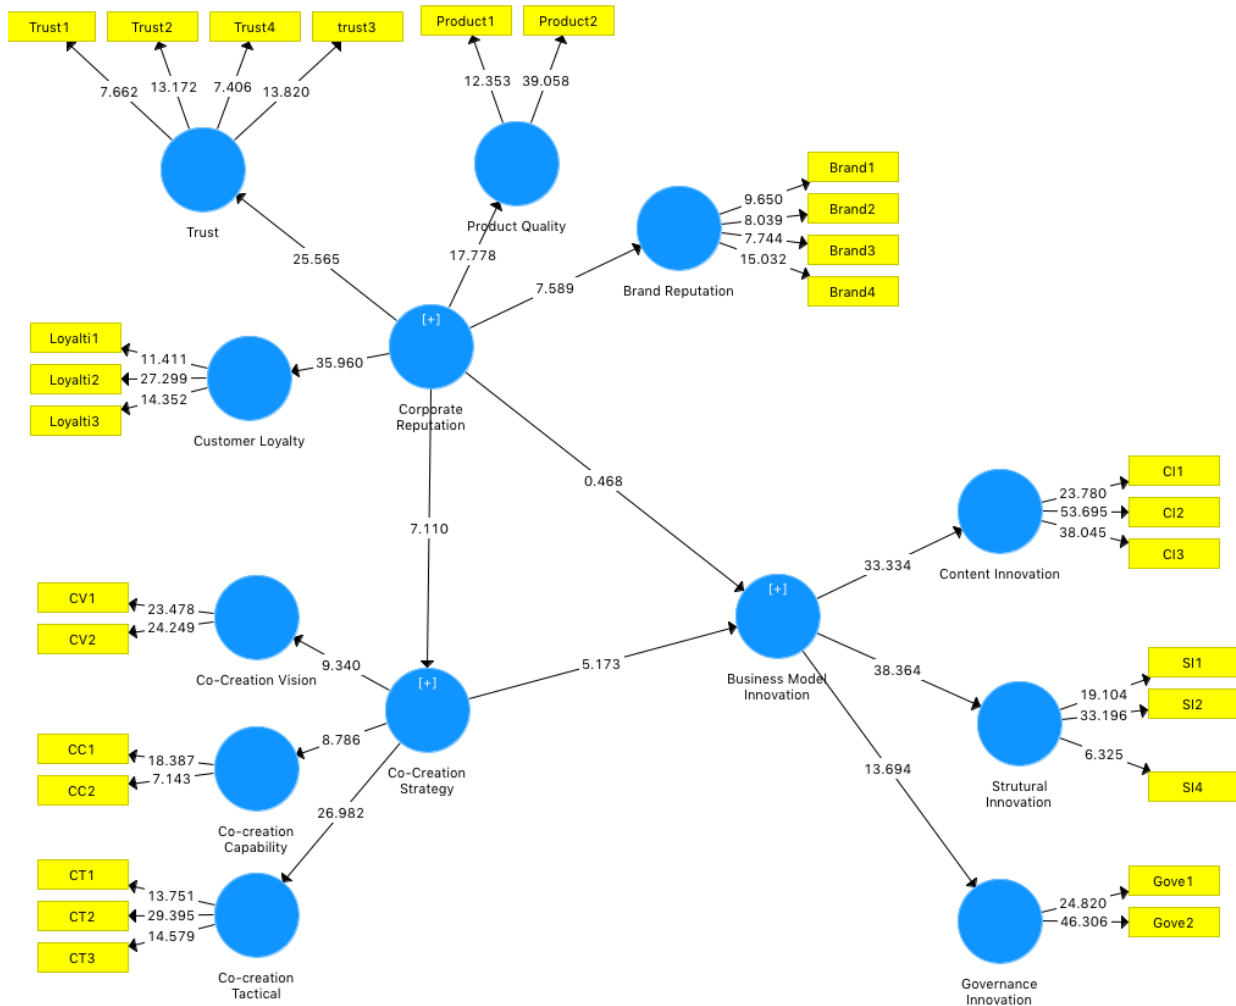 Trust1
Trust2
Trust4
trust3
Product1
Product2
7.662
13.172
7.406
13.820
12.353
39.058
Trust
Product Quality
Brand1
Brand2
Brand3
Brand4
9.650
8.039
7.744
15.032
Brand Reputation
25.565
17.778
7.589
[+]
Corporate
Reputation
35.960
Loyalti1
Loyalti2
Loyalti3
11.411
27.299
14.352
Customer Loyalty
0.468
7.110
CI1
CI2
CI3
23.780
53.695
38.045
Content Innovation
33.334
CV1
CV2
23.478
24.249
Co-Creation Vision
9.340
[+]
Business Model
Innovation
5.173
38.364
SI1
SI2
SI4
19.104
33.196
6.325
Strutural
Innovation
[+]
Co-Creation
Strategy
8.786
CC1
CC2
18.387
7.143
Co-creation
Capability
26.982
13.694
CT1
CT2
CT3
13.751
29.395
14.579
Co-creation
Tactical
Gove1
Gove2
24.820
46.306
Governance
Innovation